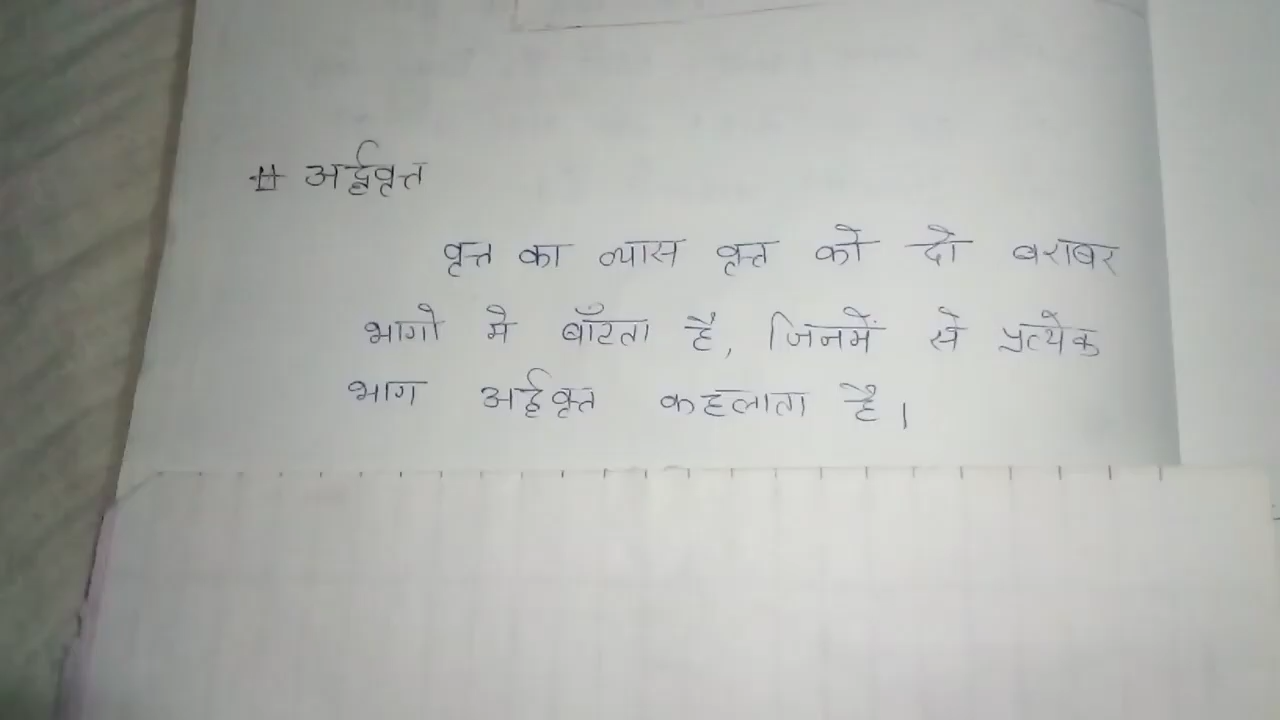 # अर्द्धवृत्त
वृत्त का व्यास वृत्त को दो बराबर
भागो मे बाँटता है, जिनमें से प्रत्येक
भाग अर्द्धवृत्त कहलाता है।